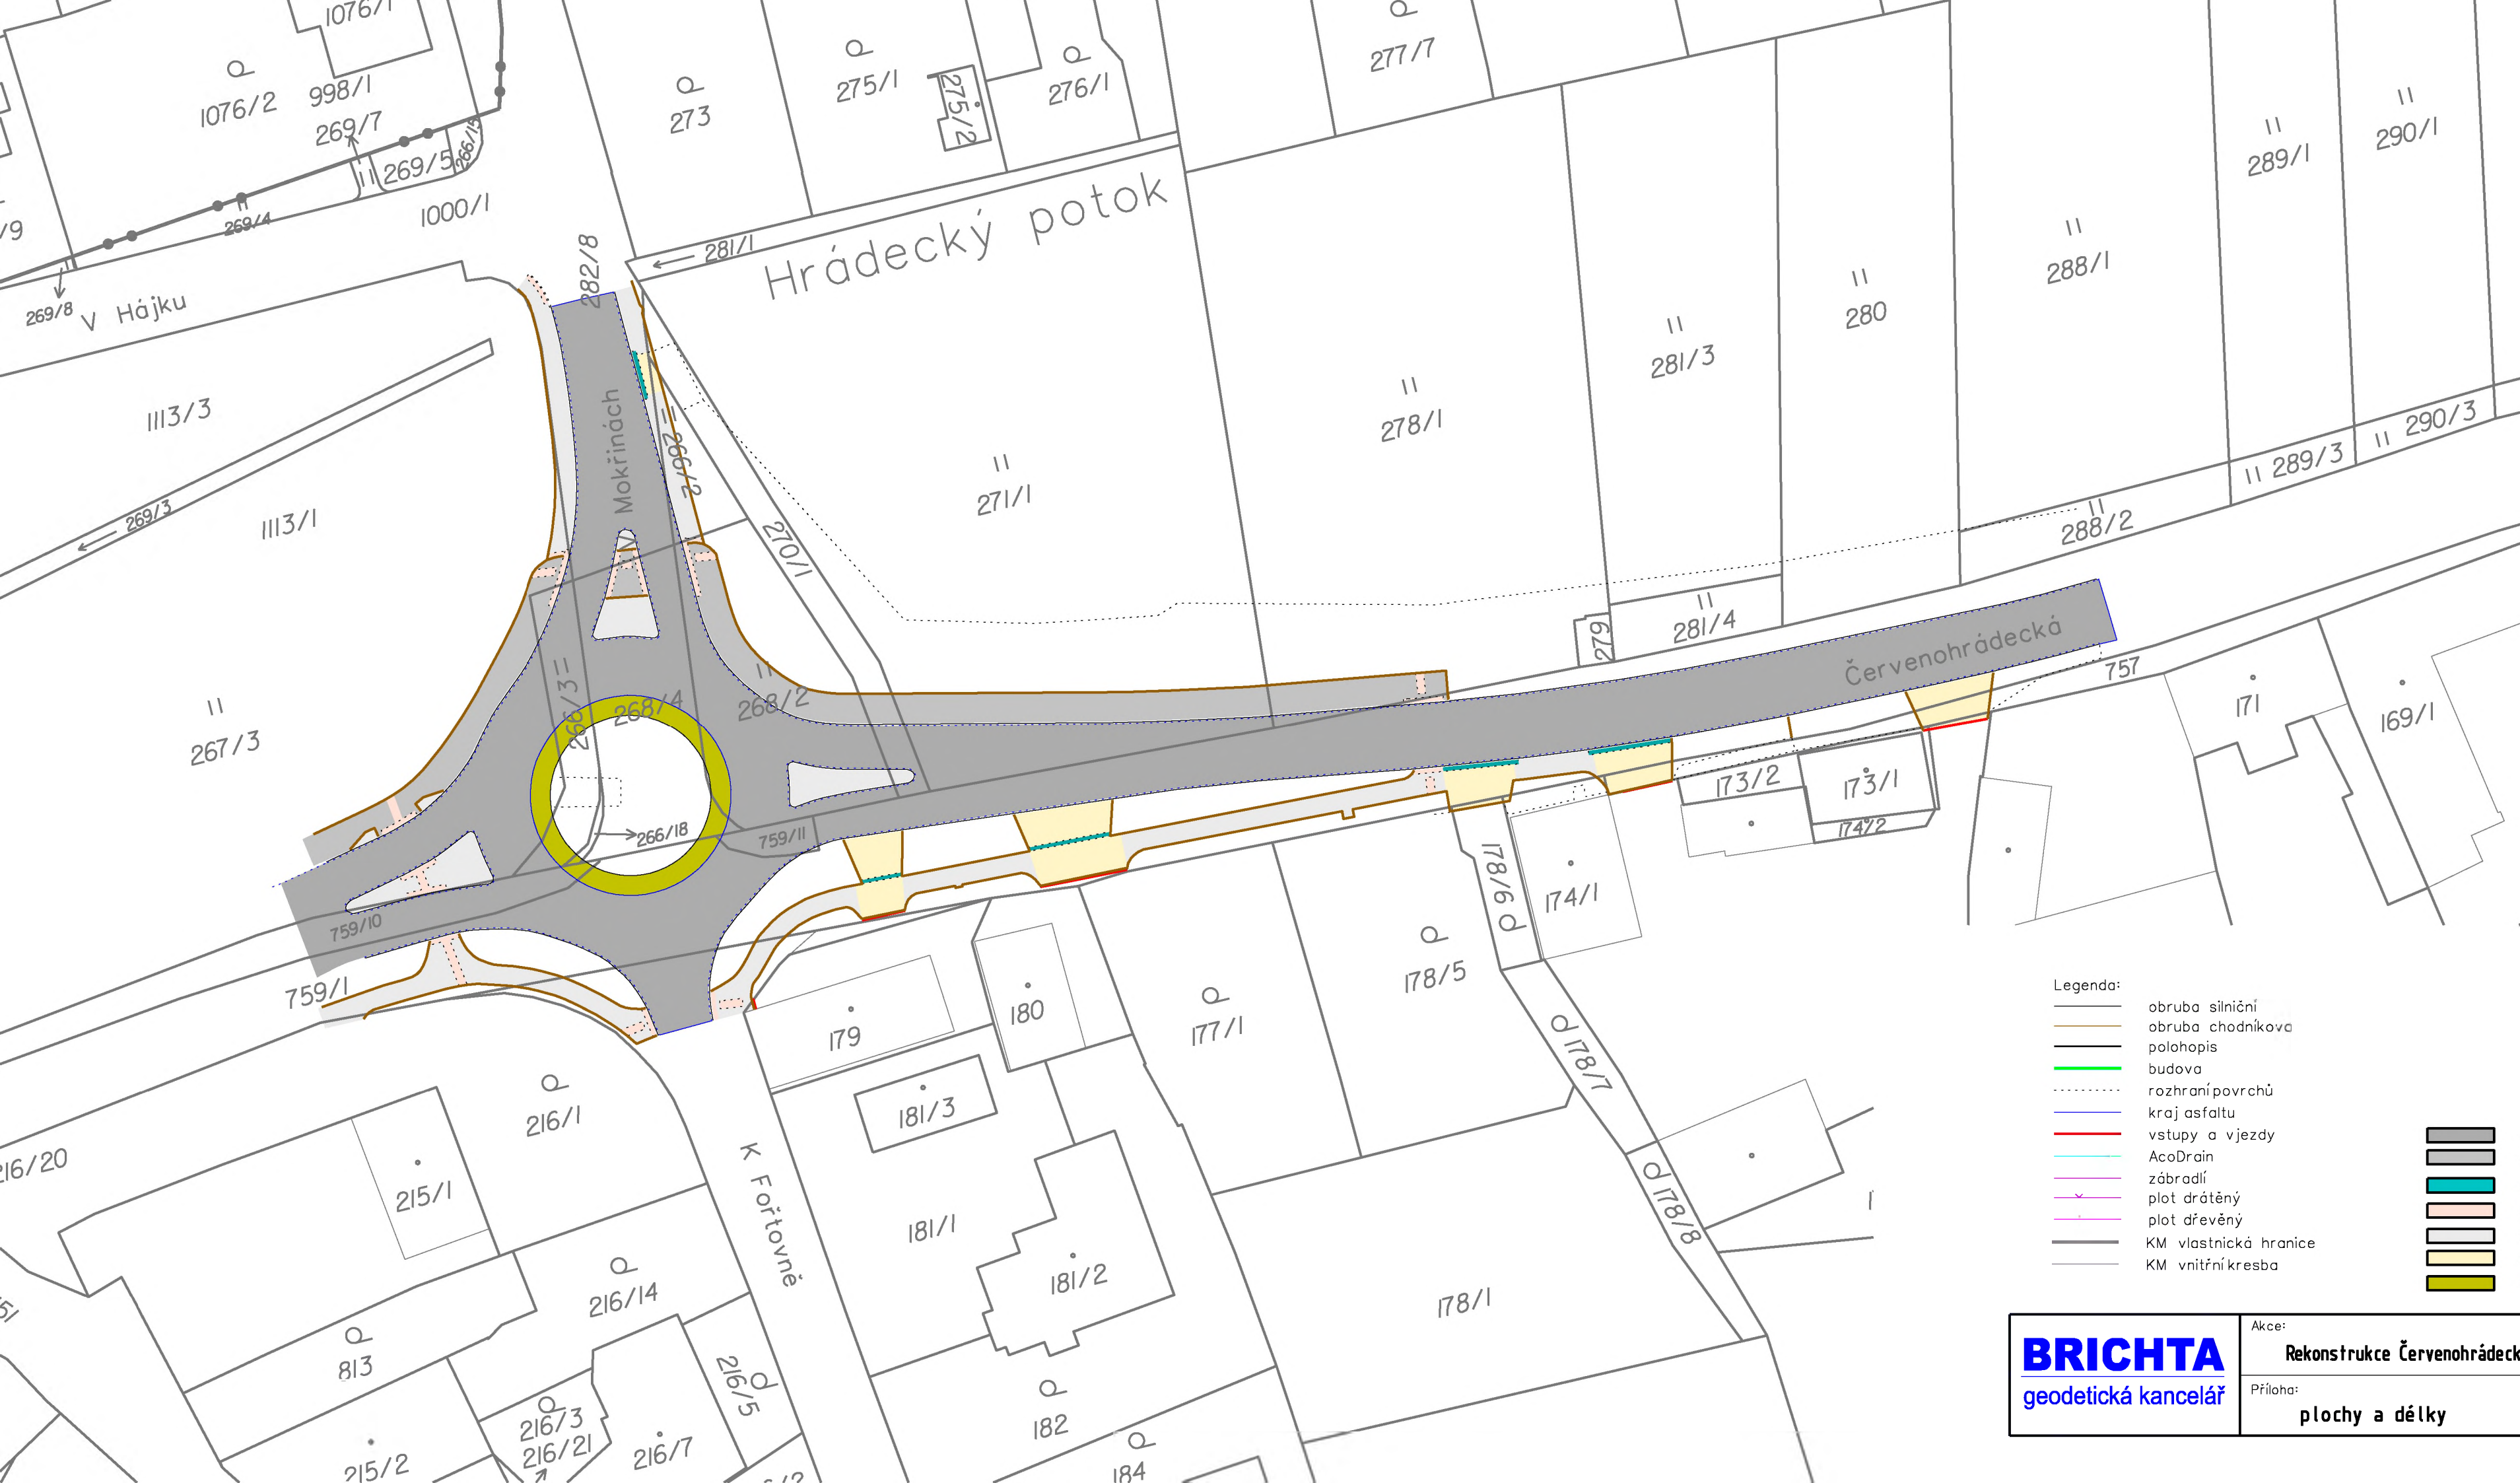 1076/1
1076/2
998/1
269/7
269/5
266/15
269/4
1000/1
/9
269/8
V Hájku
273
275/1
275/2
276/1
277/7
281/1
Hrádecký potok
282/8
Mokřinách
V
266/2
270/1
271/1
278/1
281/3
280
288/1
289/1
290/1
290/3
289/3
288/2
281/4
279
1113/3
269/3
1113/1
267/3
266/3
268/4
268/2
266/18
759/11
759/10
759/1
Červenohrádecká
757
171
169/1
173/2
173/1
174/2
174/1
178/6
178/5
178/7
178/8
177/1
180
179
181/3
181/1
181/2
178/1
182
184
K Fořtovně
216/1
216/20
215/1
216/14
813
215/2
216/3
216/21
216/7
216/5
Legenda:
obruba silniční
obruba chodníková
polohopis
budova
rozhraní povrchů
kraj asfaltu
vstupy a vjezdy
AcoDrain
zábradlí
plot drátěný
plot dřevěný
KM vlastnická hranice
KM vnitřní kresba
BRICHTA
geodetická kancelář
Akce:
Rekonstrukce Červenohrádeck
Příloha:
plochy a délky